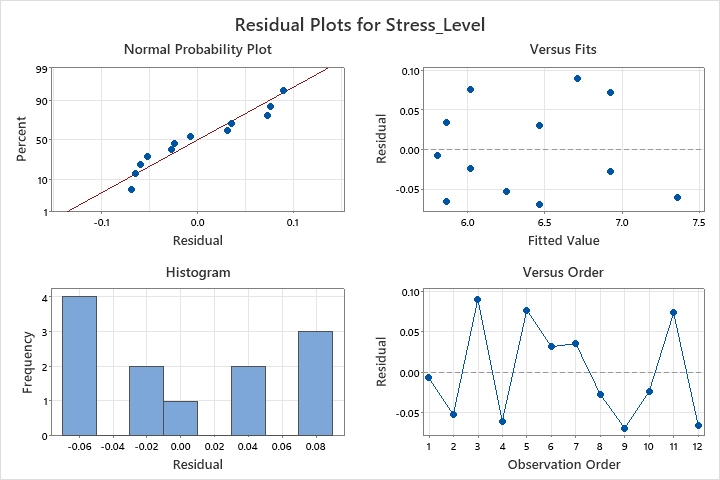 Residual Plots for Stress_Level
Normal Probability Plot
99
90
50
10
1
Percent
-0.1
0.0
0.1
Residual
Versus Fits
0.10
0.05
0.00
-0.05
Residual
6.0
6.5
7.0
7.5
Fitted Value
Histogram
4
3
2
1
0
Frequency
-0.06 -0.04 -0.02 0.00 0.02 0.04 0.06 0.08
Residual
Versus Order
0.10
0.05
0.00
-0.05
Residual
1 2 3 4 5 6 7 8 9 10 11 12
Observation Order